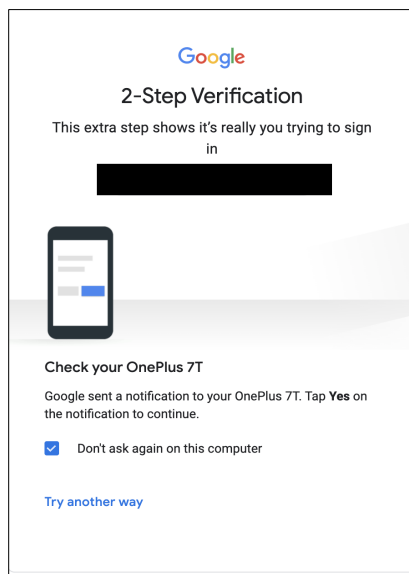 Google
2-Step Verification
This extra step shows it's really you trying to sign
in
Check your OnePlus 7T
Google sent a notification to your OnePlus 7T. Tap Yes on
the notification to continue.
Don't ask again on this computer
Try another way